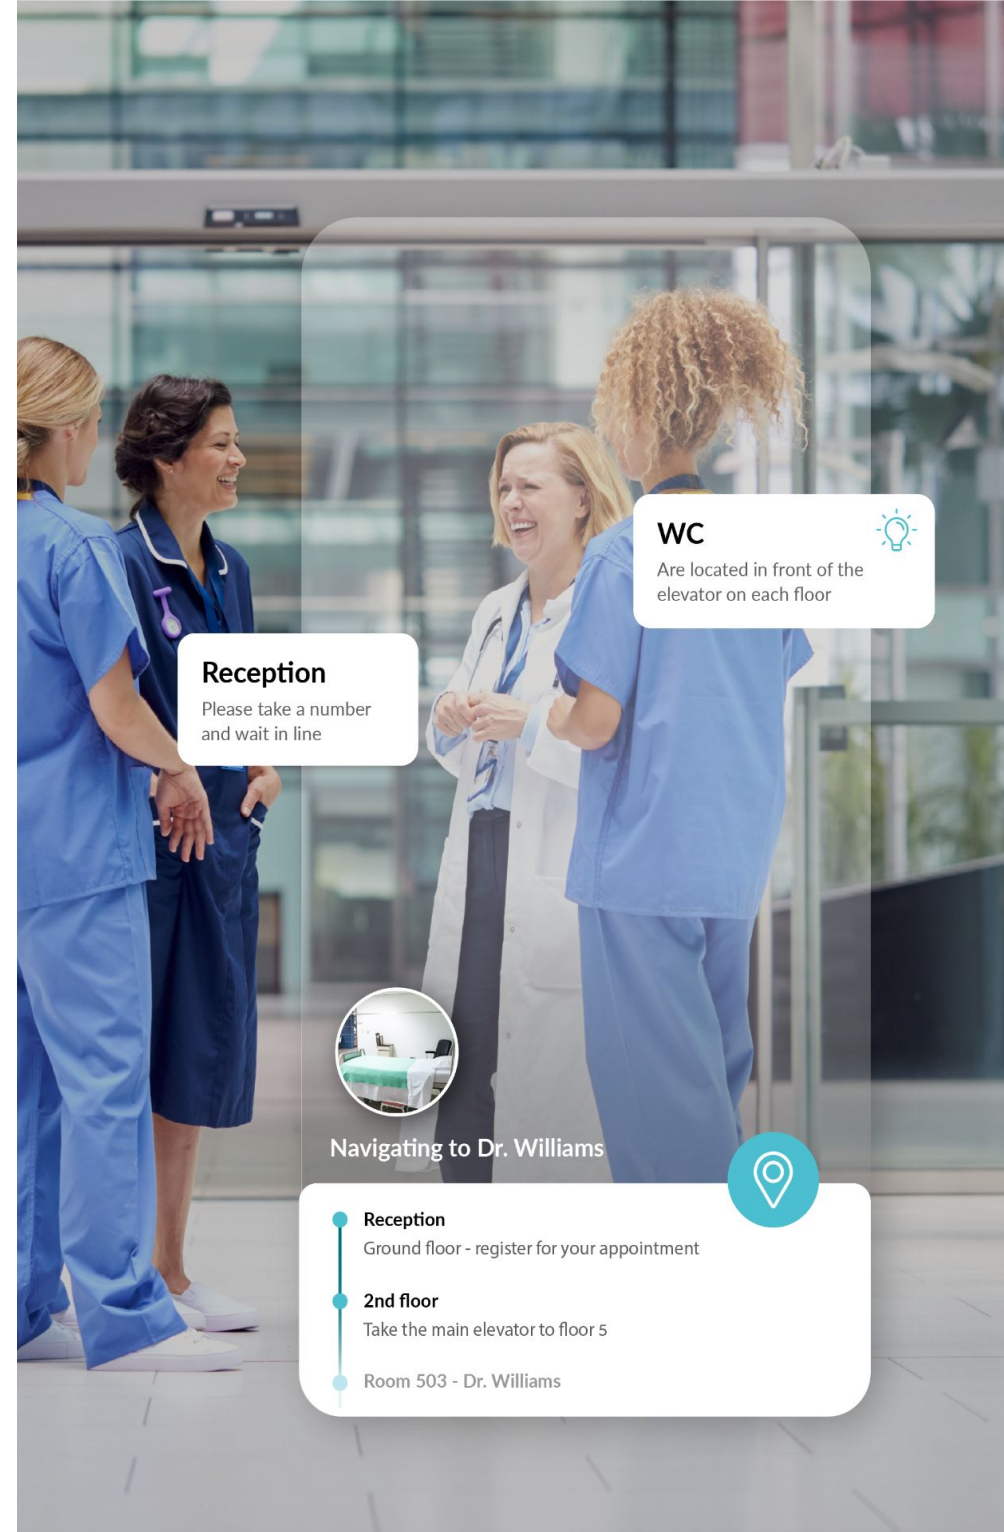 WC
Are located in front of the
elevator on each floor
Reception
Please take a number
and wait in line
Navigating to Dr. Williams
Reception
Ground floor - register for your appointment
2nd floor
Take the main elevator to floor 5
Room 503 - Dr. Williams